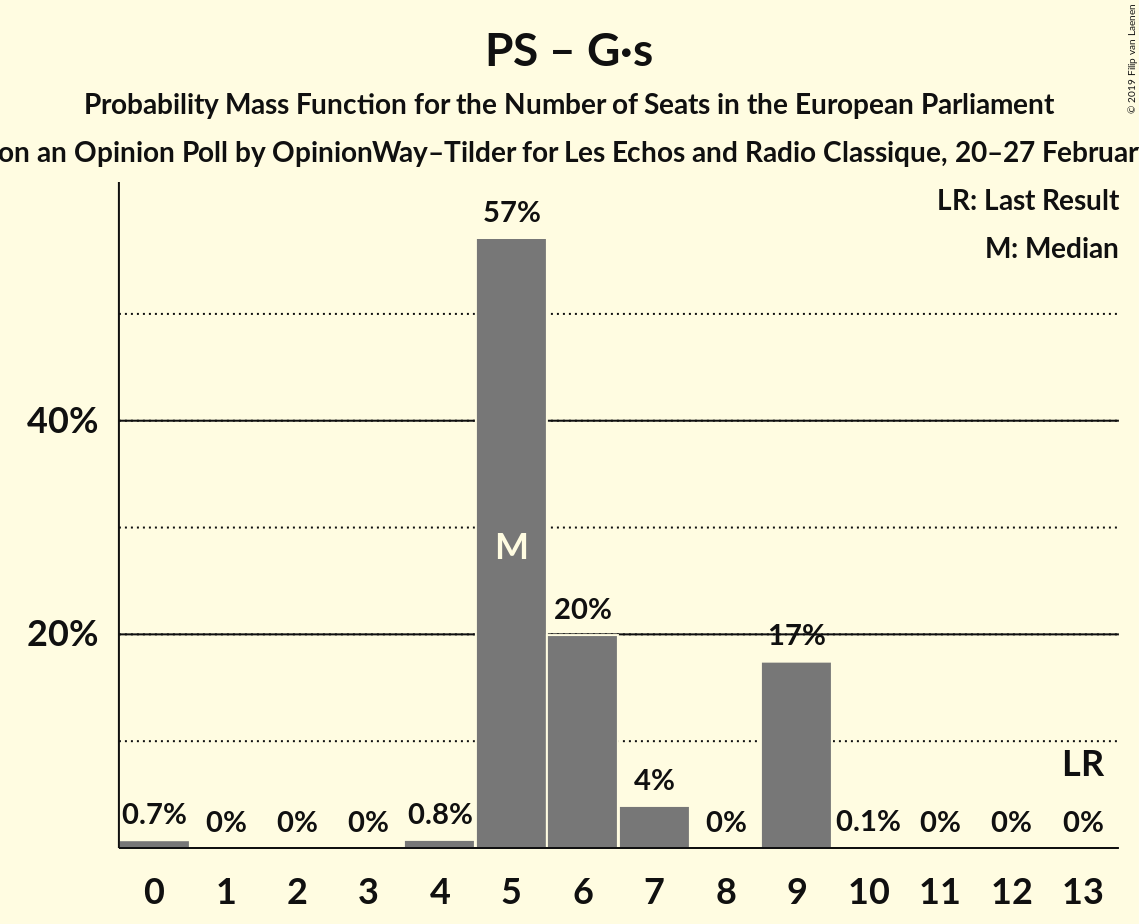 PS – G·s
Probability Mass Function for the Number of Seats in the European Parliament
on an Opinion Poll by OpinionWay–Tilder for Les Echos and Radio Classique, 20–27 Februar
© 2019 Filip van Laenen
LR: Last Result
M: Median
57%
40%
M
20%
20%
17%
LR
4%
0.7% 0% 0% 0% 0.8% 0% 0.1% 0% 0% 0%
0 1 2 3 4 5 6 7 8 9 10 11 12 13